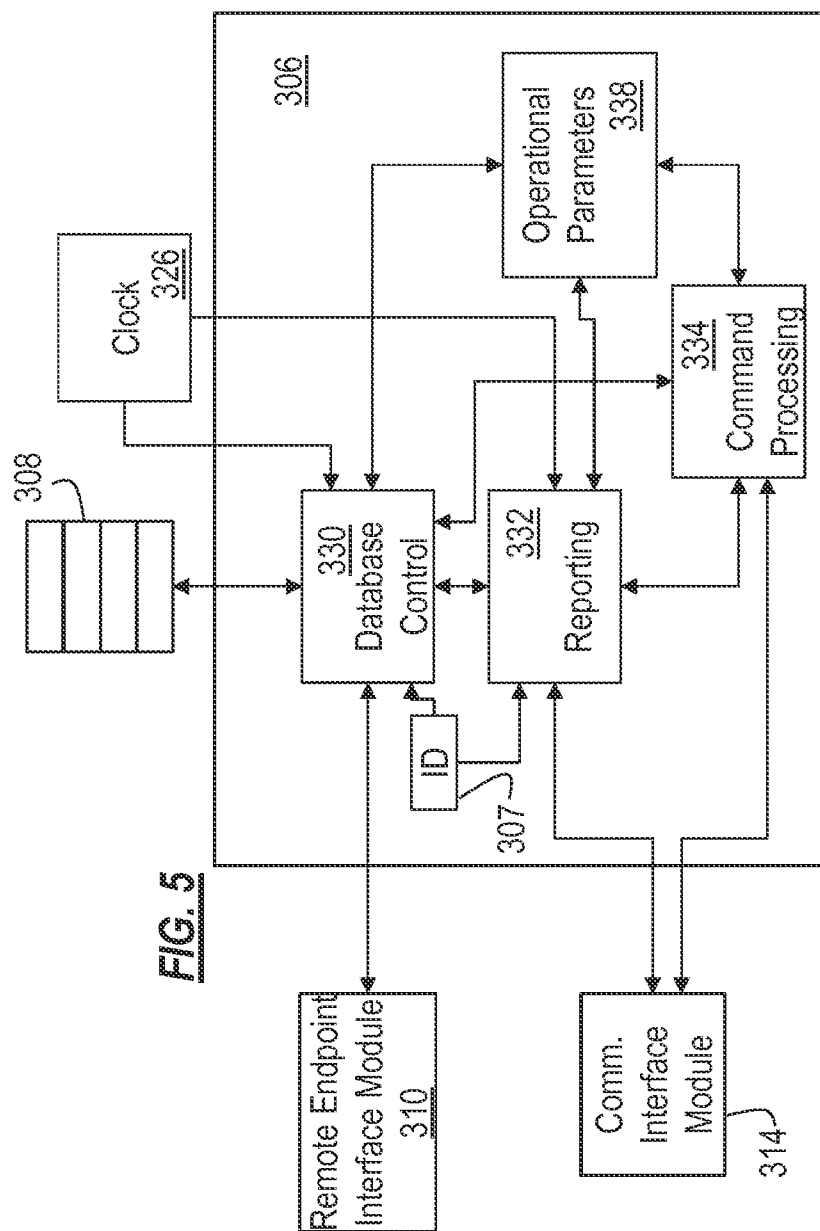 FIG. 5
308
Clock
326
306
Remote Endpoint
Interface Module
310
330
Database
Control
Operational
Parameters
338
ID
307
332
Reporting
334
Command
Processing
Comm.
Interface
Module
314